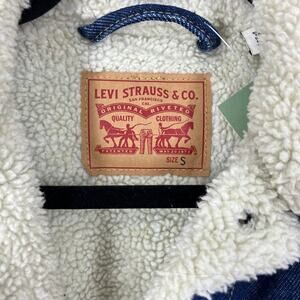 LEVI STRAUSS & CO.
SAN FRANCISCO
CAL.
ORIGINAL RIVETED
QUALITY CLOTHING
SIZE S